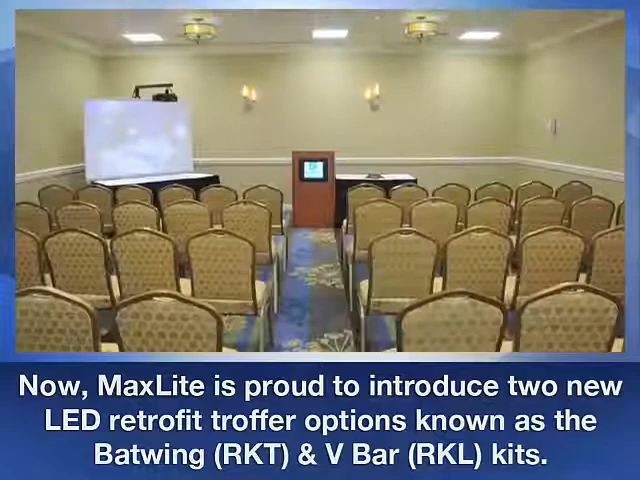 Now, MaxLite is proud to introduce two new
LED retrofit troffer options known as the
Batwing (RKT) & V Bar (RKL) kits.